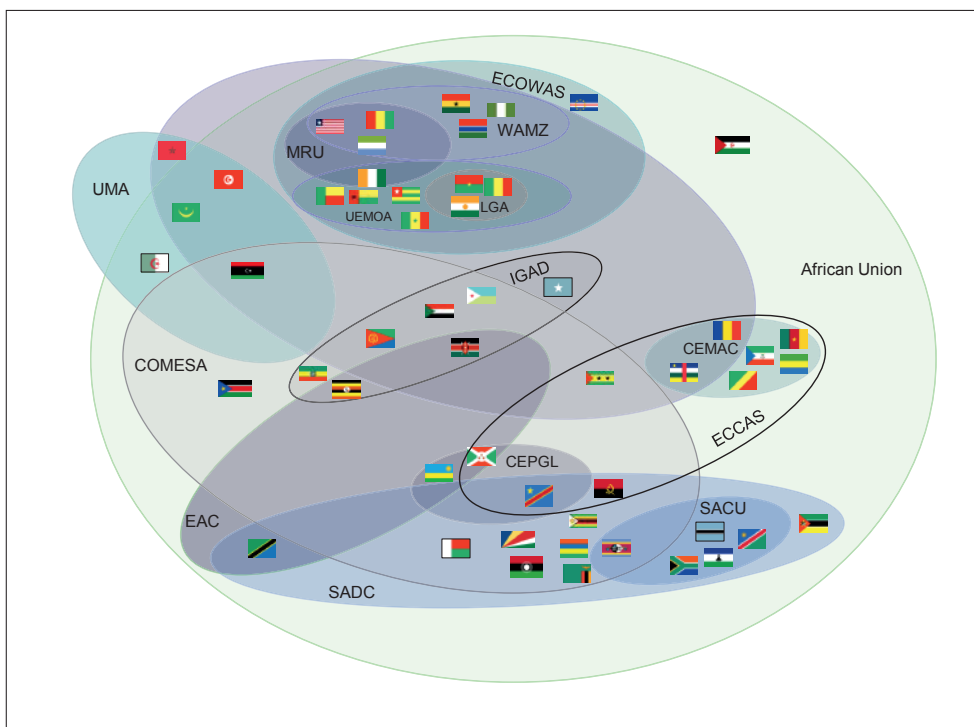 ECOWAS
WAMZ
MRU
UMA
UEMOA
LGA
IGAD
African Union
COMESA
CEMAC
ECCAS
CEPGL
SACU
EAC
SADC